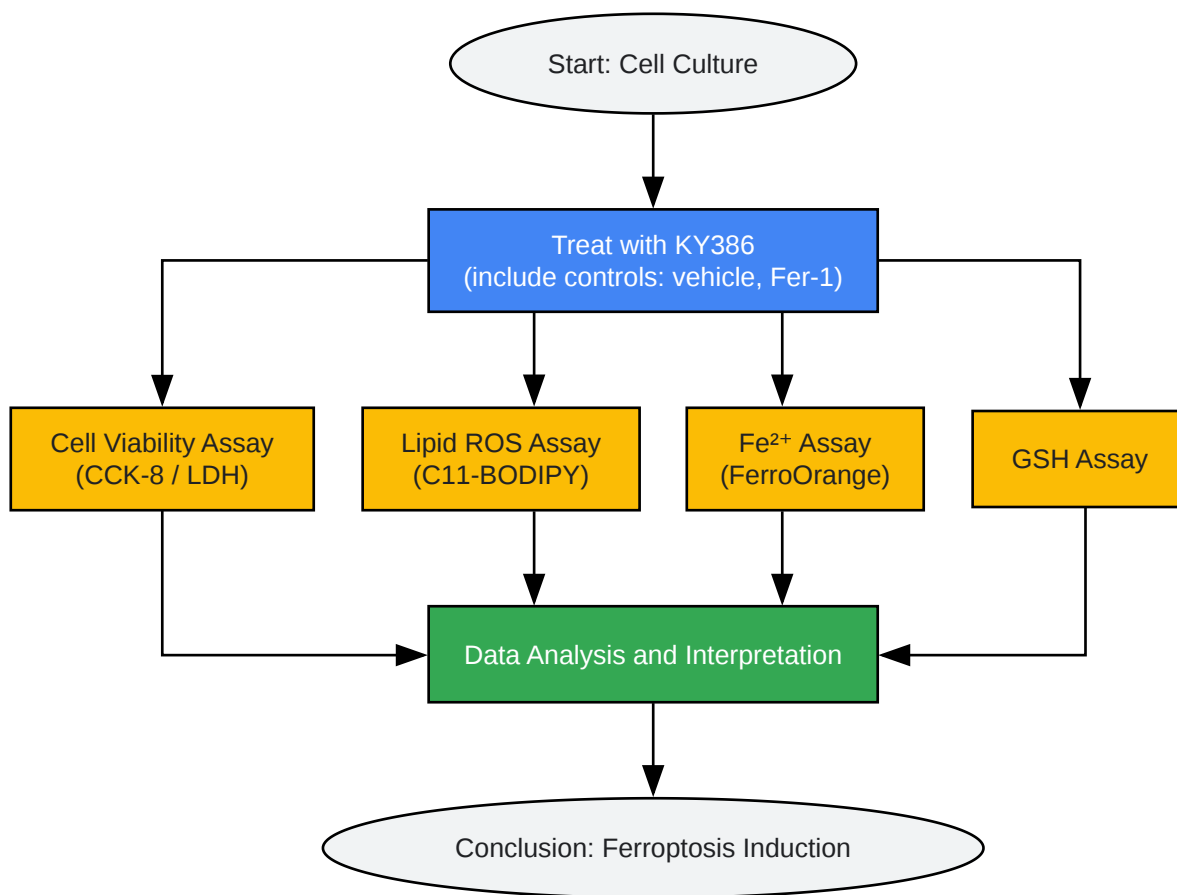 Start: Cell Culture
Treat with KY386
(include controls: vehicle, Fer-1)
Cell Viability Assay
(CCK-8 / LDH)
Lipid ROS Assay
(C11-BODIPY)
Fe²⁺ Assay
(FerroOrange)
GSH Assay
Data Analysis and Interpretation
Conclusion: Ferroptosis Induction